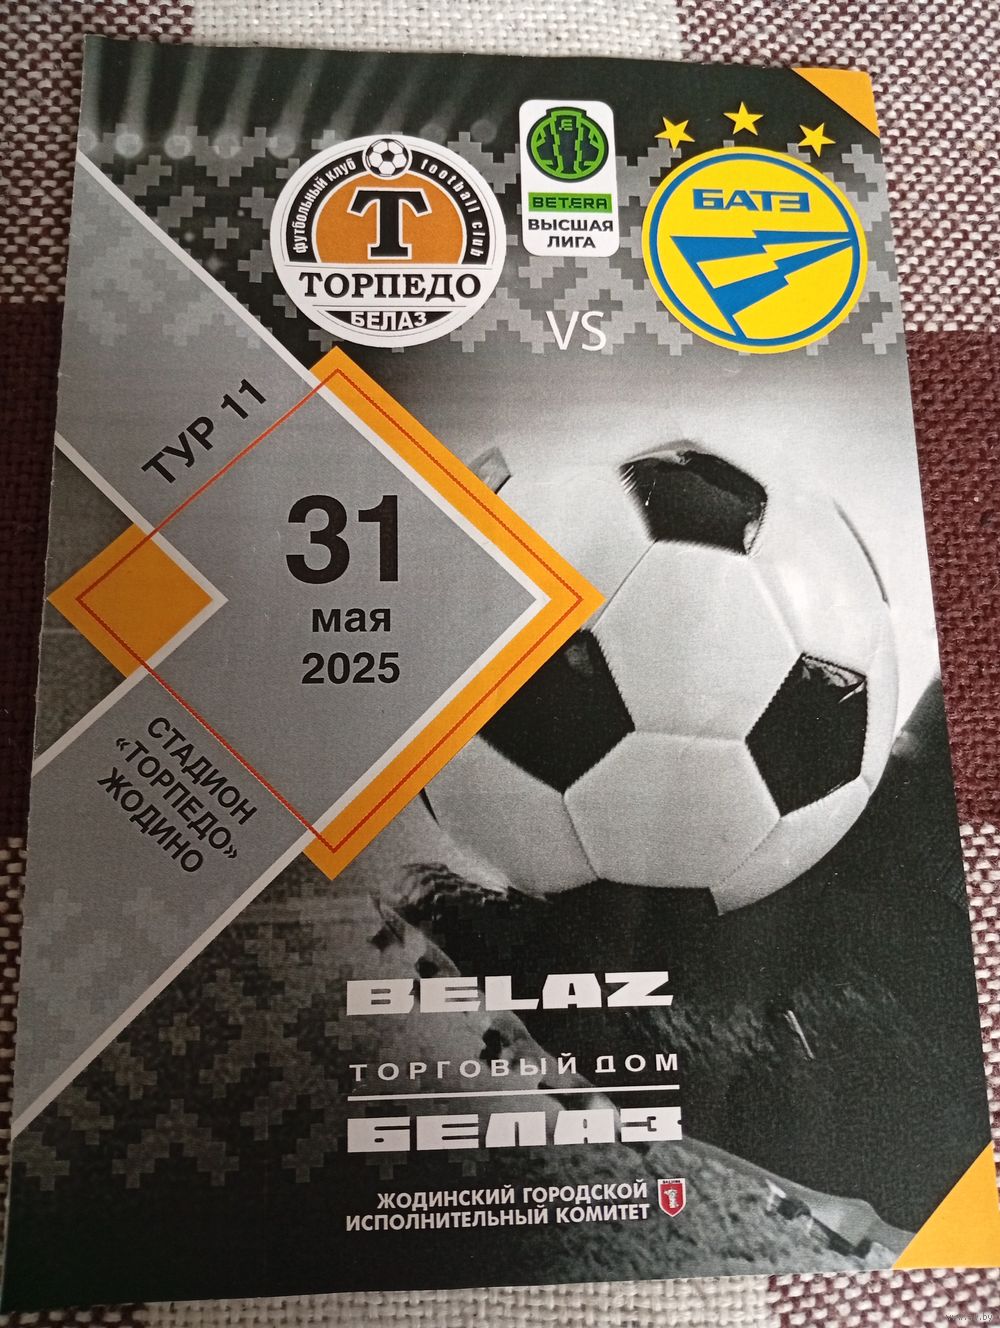 футбольный клуб
football club
Т
ТОРПЕДО
БЕЛАЗ
BETERA
ВЫСШАЯ
ЛИГА
VS
БАТЭ
ТУР 11
31
мая
2025
СТАДИОН
«ТОРПЕДО»
ЖОДИНО
BELAZ
ТОРГОВЫЙ ДОМ
БЕЛАЗ
ЖОДИНСКИЙ ГОРОДСКОЙ
ИСПОЛНИТЕЛЬНЫЙ КОМИТЕТ